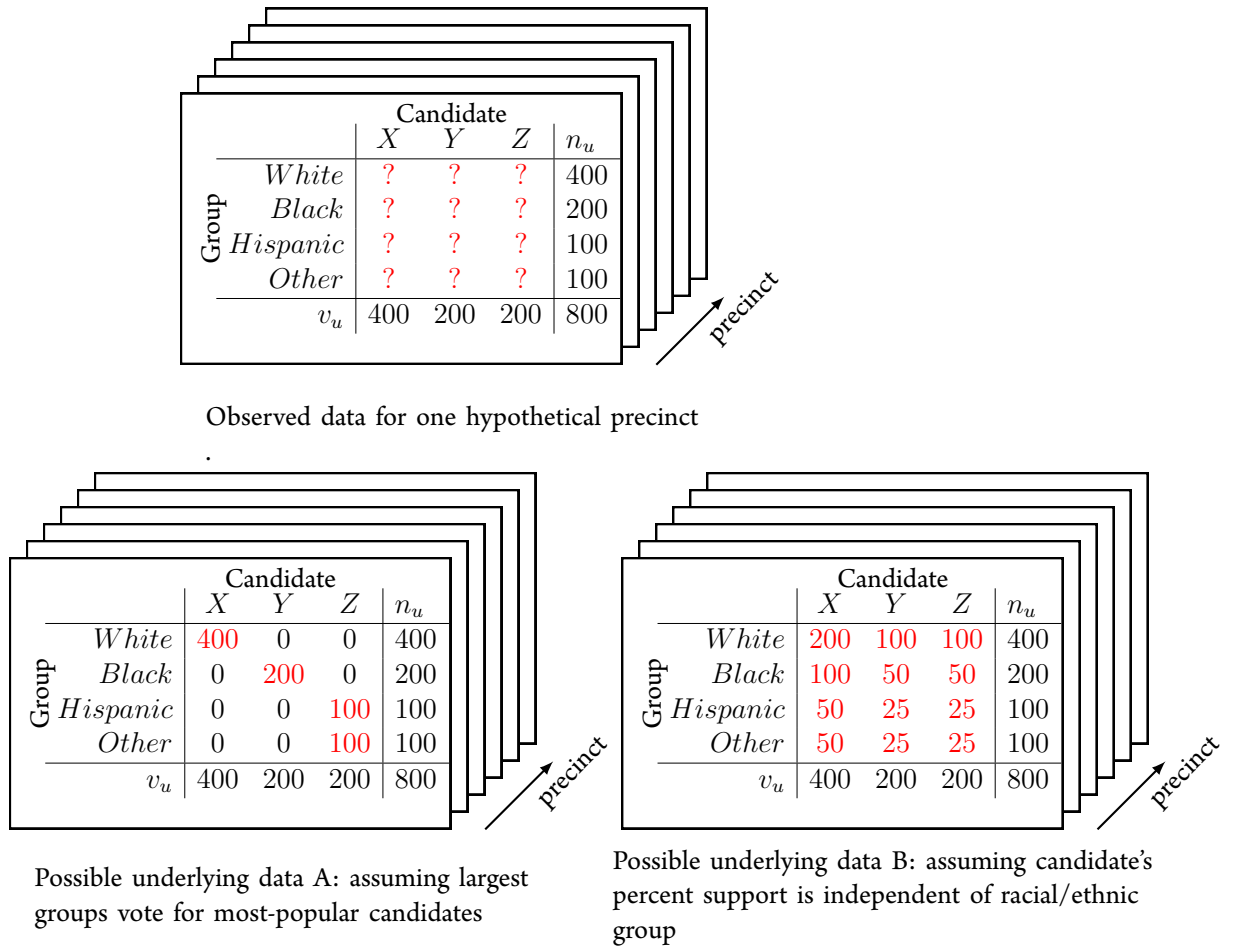 Candidate
X Y Z n_u
Group
White ? ? ? 400
Black ? ? ? 200
Hispanic ? ? ? 100
Other ? ? ? 100
v_u 400 200 200 800
precinct
Observed data for one hypothetical precinct
.
Candidate
X Y Z n_u
Group
White 400 0 0 400
Black 0 200 0 200
Hispanic 0 0 100 100
Other 0 0 100 100
v_u 400 200 200 800
precinct
Possible underlying data A: assuming largest
groups vote for most-popular candidates
Candidate
X Y Z n_u
Group
White 200 100 100 400
Black 100 50 50 200
Hispanic 50 25 25 100
Other 50 25 25 100
v_u 400 200 200 800
precinct
Possible underlying data B: assuming candidate's
percent support is independent of racial/ethnic
group